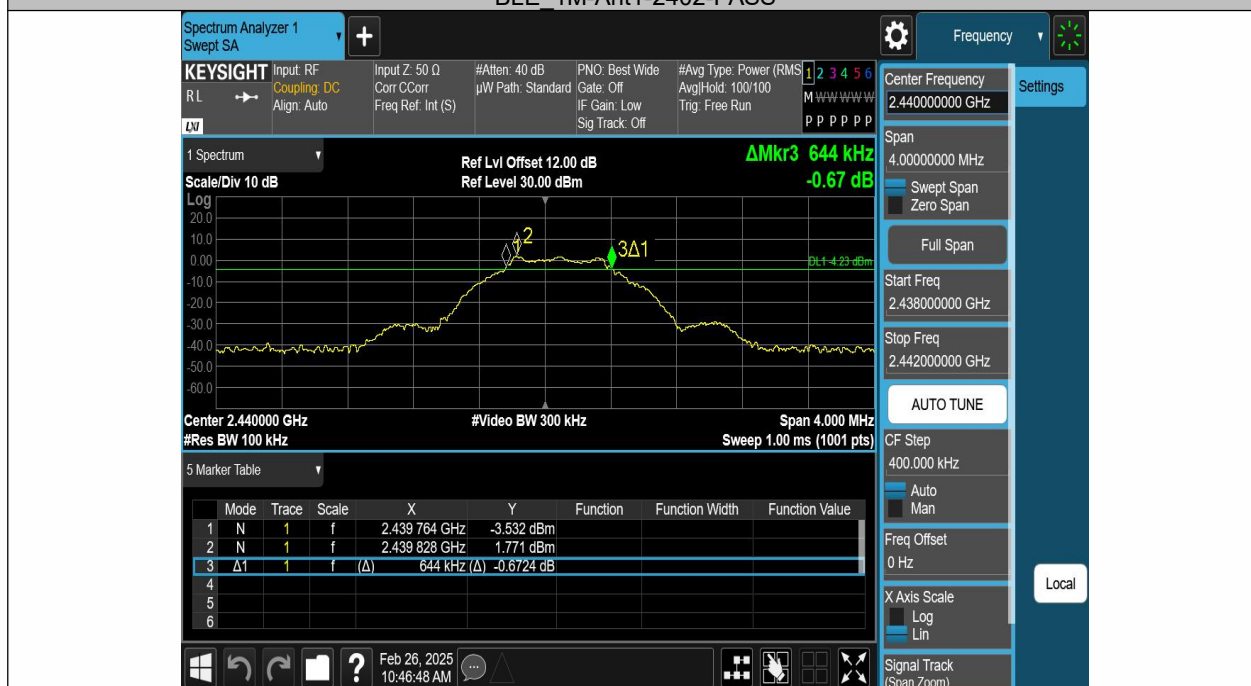 BLE_1M-Ant1-2402-PASS
Spectrum Analyzer 1
Swept SA
+
Frequency
KEYSIGHT
RL
LXI
Input: RF
Coupling: DC
Align: Auto
Input Z: 50 Ω
Corr CCorr
Freq Ref: Int (S)
#Atten: 40 dB
µW Path: Standard
PNO: Best Wide
Gate: Off
IF Gain: Low
Sig Track: Off
#Avg Type: Power (RMS
Avg|Hold: 100/100
Trig: Free Run
1 2 3 4 5 6
M W W W W W
P P P P P P
Center Frequency
2.440000000 GHz
Settings
Span
4.00000000 MHz
Swept Span
Zero Span
Full Span
Start Freq
2.438000000 GHz
Stop Freq
2.442000000 GHz
AUTO TUNE
CF Step
400.000 kHz
Auto
Man
Freq Offset
0 Hz
X Axis Scale
Log
Lin
Signal Track
(Span Zoom)
Local
1 Spectrum
Scale/Div 10 dB
Log
Ref Lvl Offset 12.00 dB
Ref Level 30.00 dBm
ΔMkr3 644 kHz
-0.67 dB
20.0
10.0
0.00
-10.0
-20.0
-30.0
-40.0
-50.0
-60.0
2
3Δ1
DL1 -4.23 dBm
Center 2.440000 GHz
#Video BW 300 kHz
Span 4.000 MHz
#Res BW 100 kHz
Sweep 1.00 ms (1001 pts)
5 Marker Table
Mode Trace Scale X Y Function Function Width Function Value
1 N 1 f 2.439 764 GHz -3.532 dBm
2 N 1 f 2.439 828 GHz 1.771 dBm
3 Δ1 1 f (Δ) 644 kHz (Δ) -0.6724 dB
4
5
6
?
Feb 26, 2025
10:46:48 AM